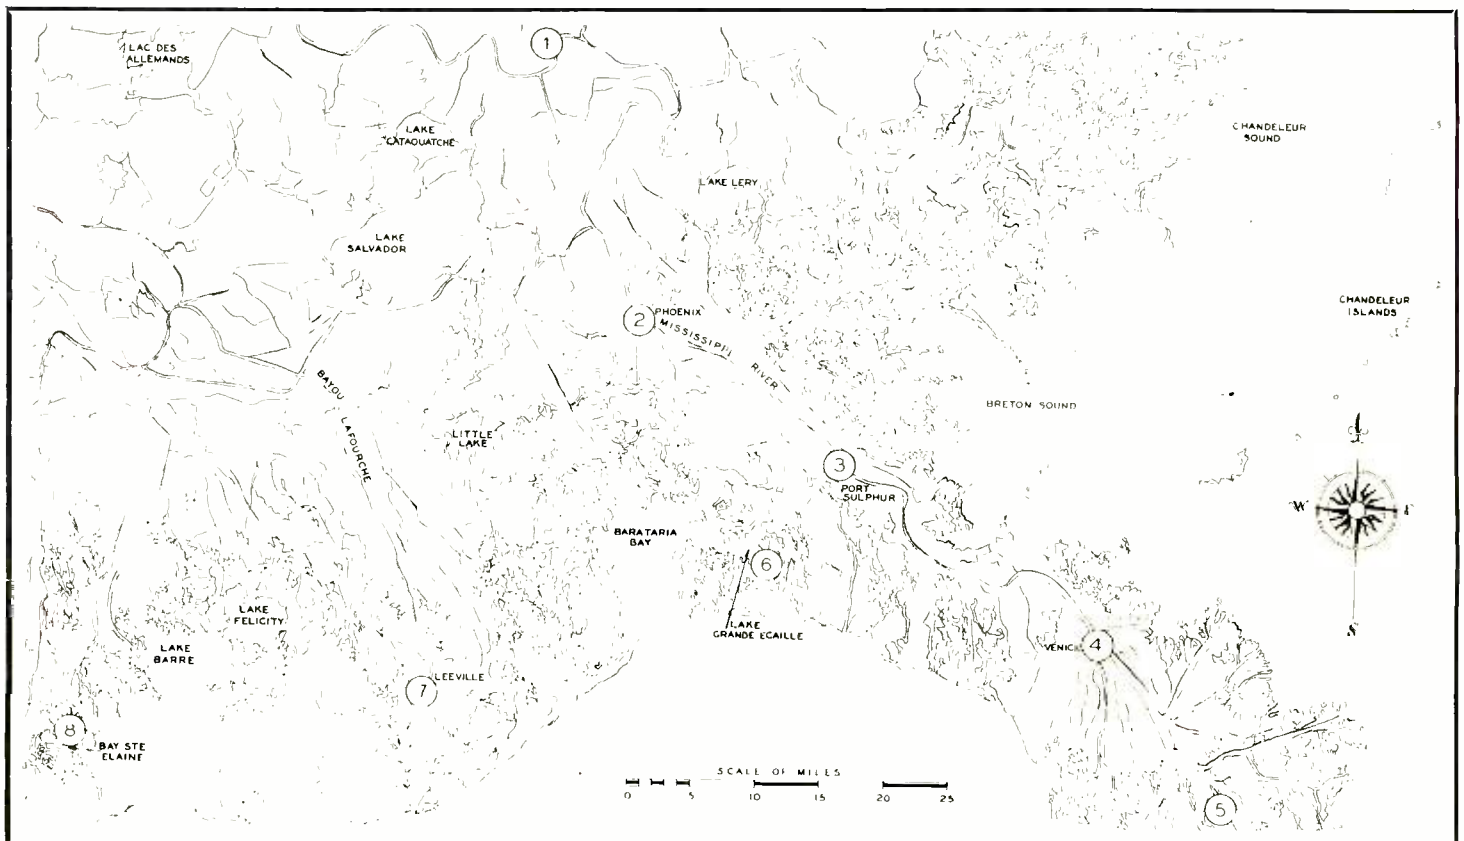 1
LAC DES
ALLEMANDS
LAKE
CATAOUATCHE
CHANDELEUR
SOUND
LAKE LERY
LAKE
SALVADOR
CHANDELEUR
ISLANDS
2
PHOENIX
MISSISSIPPI RIVER
BAYOU LAFOURCHE
BRETON SOUND
LITTLE
LAKE
3
PORT
SULPHUR
W
BARATARIA
BAY
6
LAKE
FELICITY
LAKE
GRANDE ECAILLE
S
LAKE
BARRE
VENIC
4
LEEVILLE
7
8
BAY STE
ELAINE
SCALE OF MILES
0 5 10 15 20 25
5